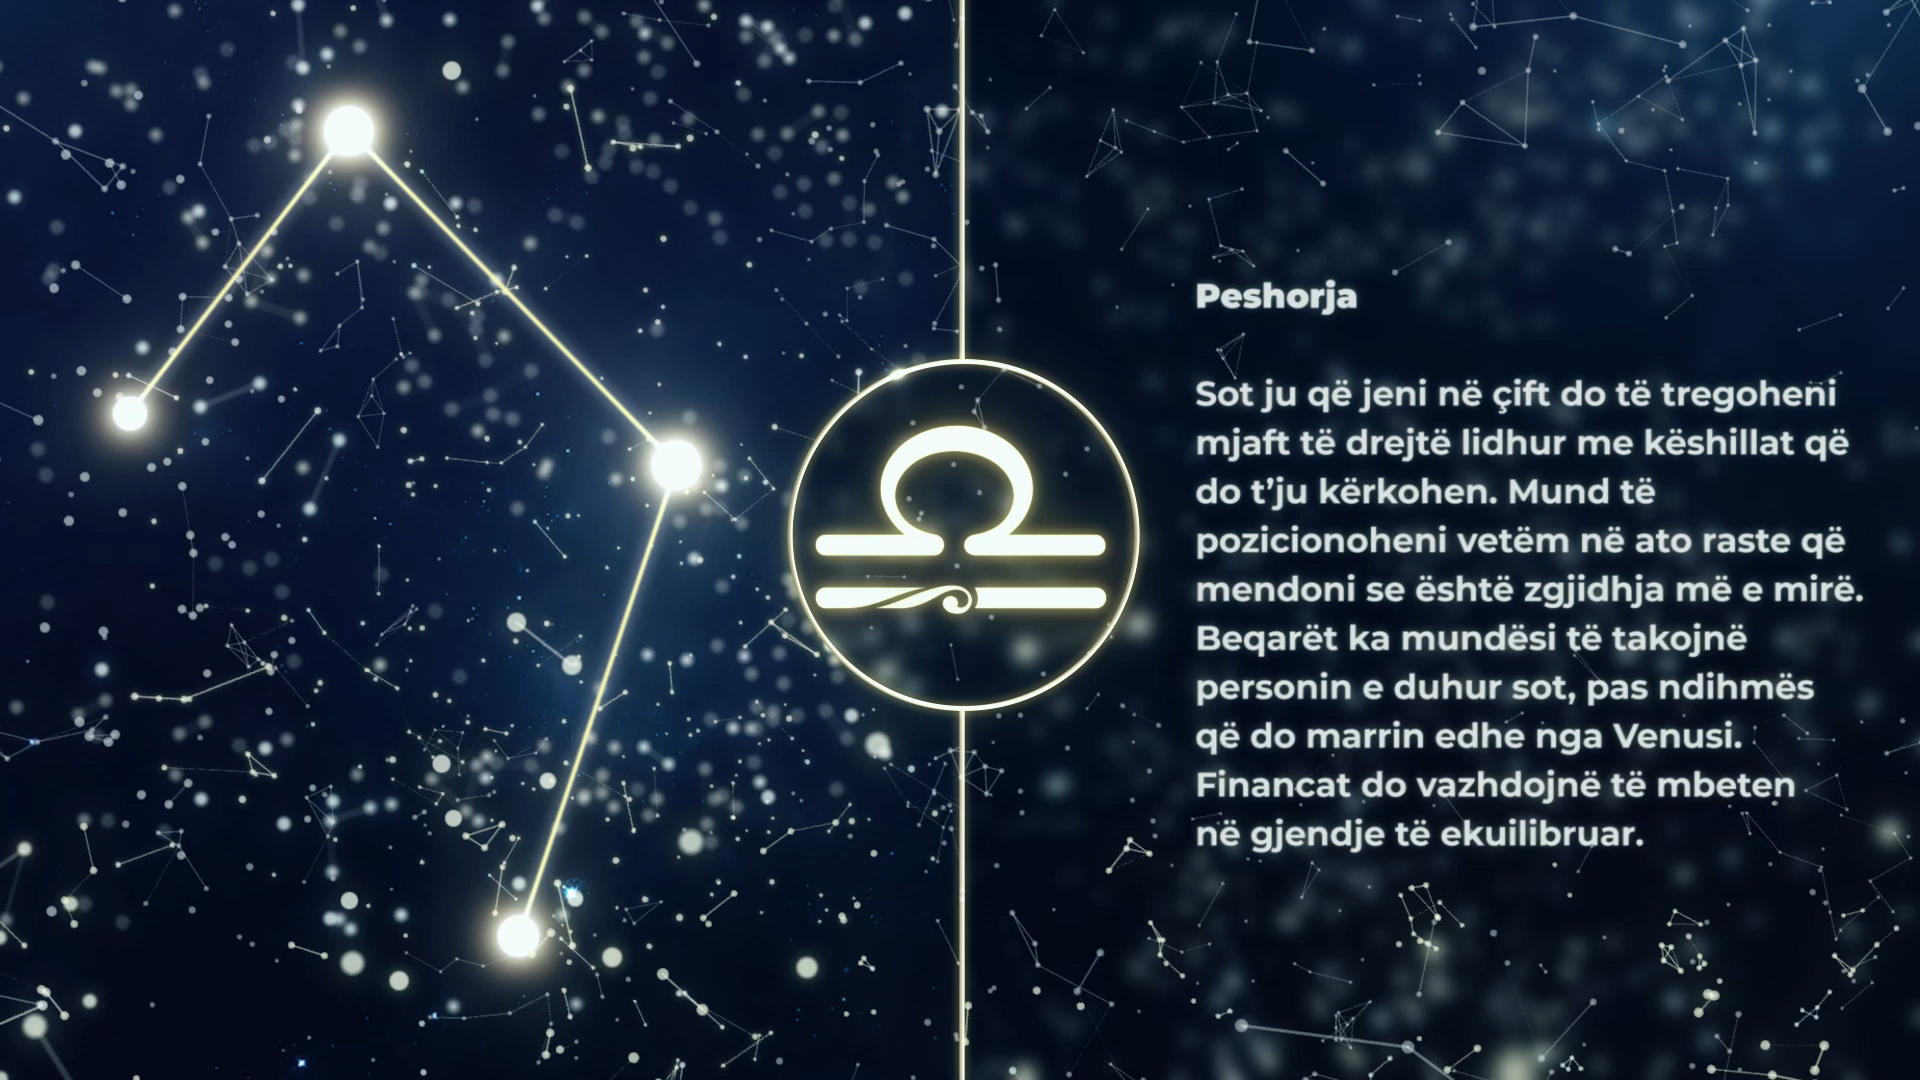 Peshorja
Sot ju që jeni në çift do të tregoheni
mjaft të drejtë lidhur me këshillat që
do t’ju kërkohen. Mund të
pozicionoheni vetëm në ato raste që
mendoni se është zgjidhja më e mirë.
Beqarët ka mundësi të takojnë
personin e duhur sot, pas ndihmës
që do marrin edhe nga Venusi.
Financat do vazhdojnë të mbeten
në gjendje të ekuilibruar.